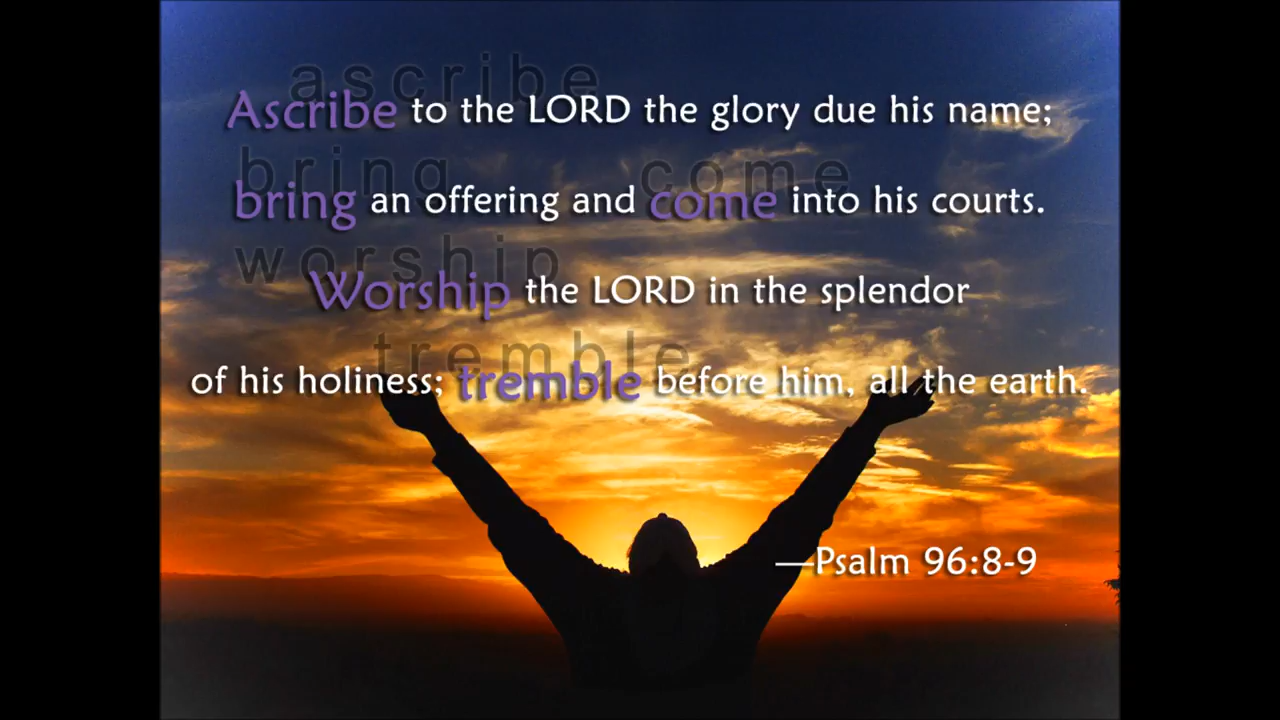 ascribe
Ascribe to the LORD the glory due his name;
bring come
bring an offering and come into his courts.
worship
Worship the LORD in the splendor
tremble
of his holiness; tremble before him, all the earth.
—Psalm 96:8-9